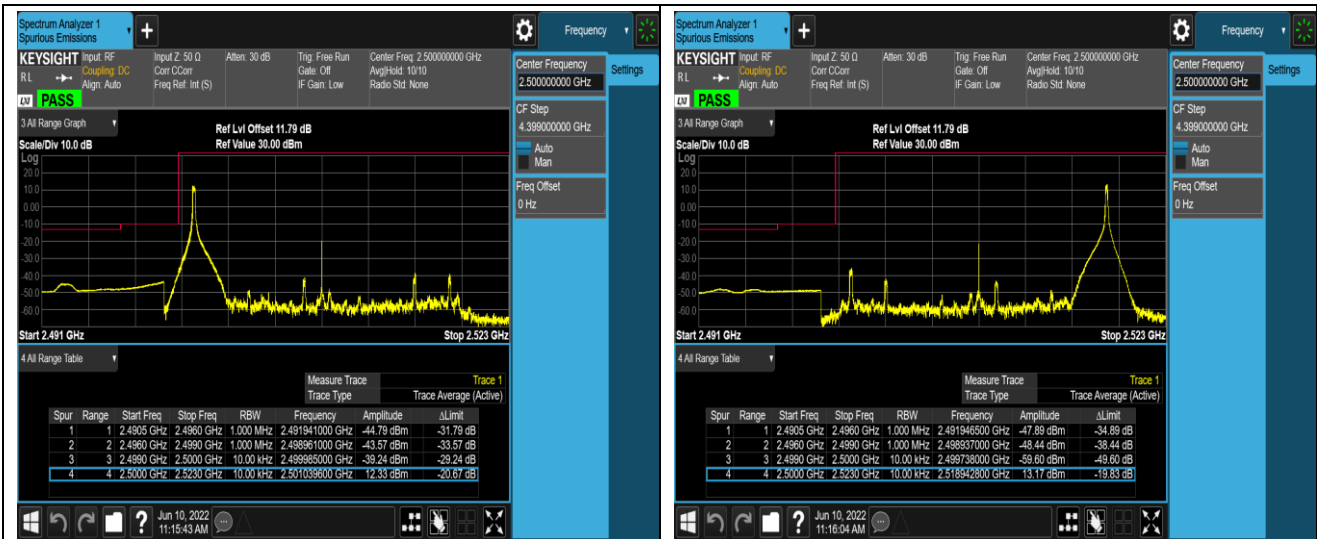 Spectrum Analyzer 1
Spurious Emissions
Frequency
KEYSIGHT Input: RF Input Z: 50 Ω Atten: 30 dB Trig: Free Run Center Freq: 2.500000000 GHz
Coupling: DC Corr CCorr Gate: Off Avg|Hold: 10/10
RL Align: Auto Freq Ref: Int (S) IF Gain: Low Radio Std: None
LXI PASS
Center Frequency
2.500000000 GHz
Settings
CF Step
4.399000000 GHz
Auto
Man
Freq Offset
0 Hz
3 All Range Graph
Ref Lvl Offset 11.79 dB
Scale/Div 10.0 dB Ref Value 30.00 dBm
Log
20.0
10.0
0.00
-10.0
-20.0
-30.0
-40.0
-50.0
-60.0
Start 2.491 GHz Stop 2.523 GHz
4 All Range Table
Measure Trace Trace 1
Trace Type Trace Average (Active)
Spur Range Start Freq Stop Freq RBW Frequency Amplitude ΔLimit
1 1 2.4905 GHz 2.4960 GHz 1.000 MHz 2.491941000 GHz -44.79 dBm -31.79 dB
2 2 2.4960 GHz 2.4990 GHz 1.000 MHz 2.498961000 GHz -43.57 dBm -33.57 dB
3 3 2.4990 GHz 2.5000 GHz 10.00 kHz 2.499985000 GHz -39.24 dBm -29.24 dB
4 4 2.5000 GHz 2.5230 GHz 10.00 kHz 2.501039600 GHz 12.33 dBm -20.67 dB
Jun 10, 2022
11:15:43 AM
Spectrum Analyzer 1
Spurious Emissions
Frequency
KEYSIGHT Input: RF Input Z: 50 Ω Atten: 30 dB Trig: Free Run Center Freq: 2.500000000 GHz
Coupling: DC Corr CCorr Gate: Off Avg|Hold: 10/10
RL Align: Auto Freq Ref: Int (S) IF Gain: Low Radio Std: None
LXI PASS
Center Frequency
2.500000000 GHz
Settings
CF Step
4.399000000 GHz
Auto
Man
Freq Offset
0 Hz
3 All Range Graph
Ref Lvl Offset 11.79 dB
Scale/Div 10.0 dB Ref Value 30.00 dBm
Log
20.0
10.0
0.00
-10.0
-20.0
-30.0
-40.0
-50.0
-60.0
Start 2.491 GHz Stop 2.523 GHz
4 All Range Table
Measure Trace Trace 1
Trace Type Trace Average (Active)
Spur Range Start Freq Stop Freq RBW Frequency Amplitude ΔLimit
1 1 2.4905 GHz 2.4960 GHz 1.000 MHz 2.491946500 GHz -47.89 dBm -34.89 dB
2 2 2.4960 GHz 2.4990 GHz 1.000 MHz 2.498937000 GHz -48.44 dBm -38.44 dB
3 3 2.4990 GHz 2.5000 GHz 10.00 kHz 2.499738000 GHz -59.60 dBm -49.60 dB
4 4 2.5000 GHz 2.5230 GHz 10.00 kHz 2.518942800 GHz 13.17 dBm -19.83 dB
Jun 10, 2022
11:16:04 AM